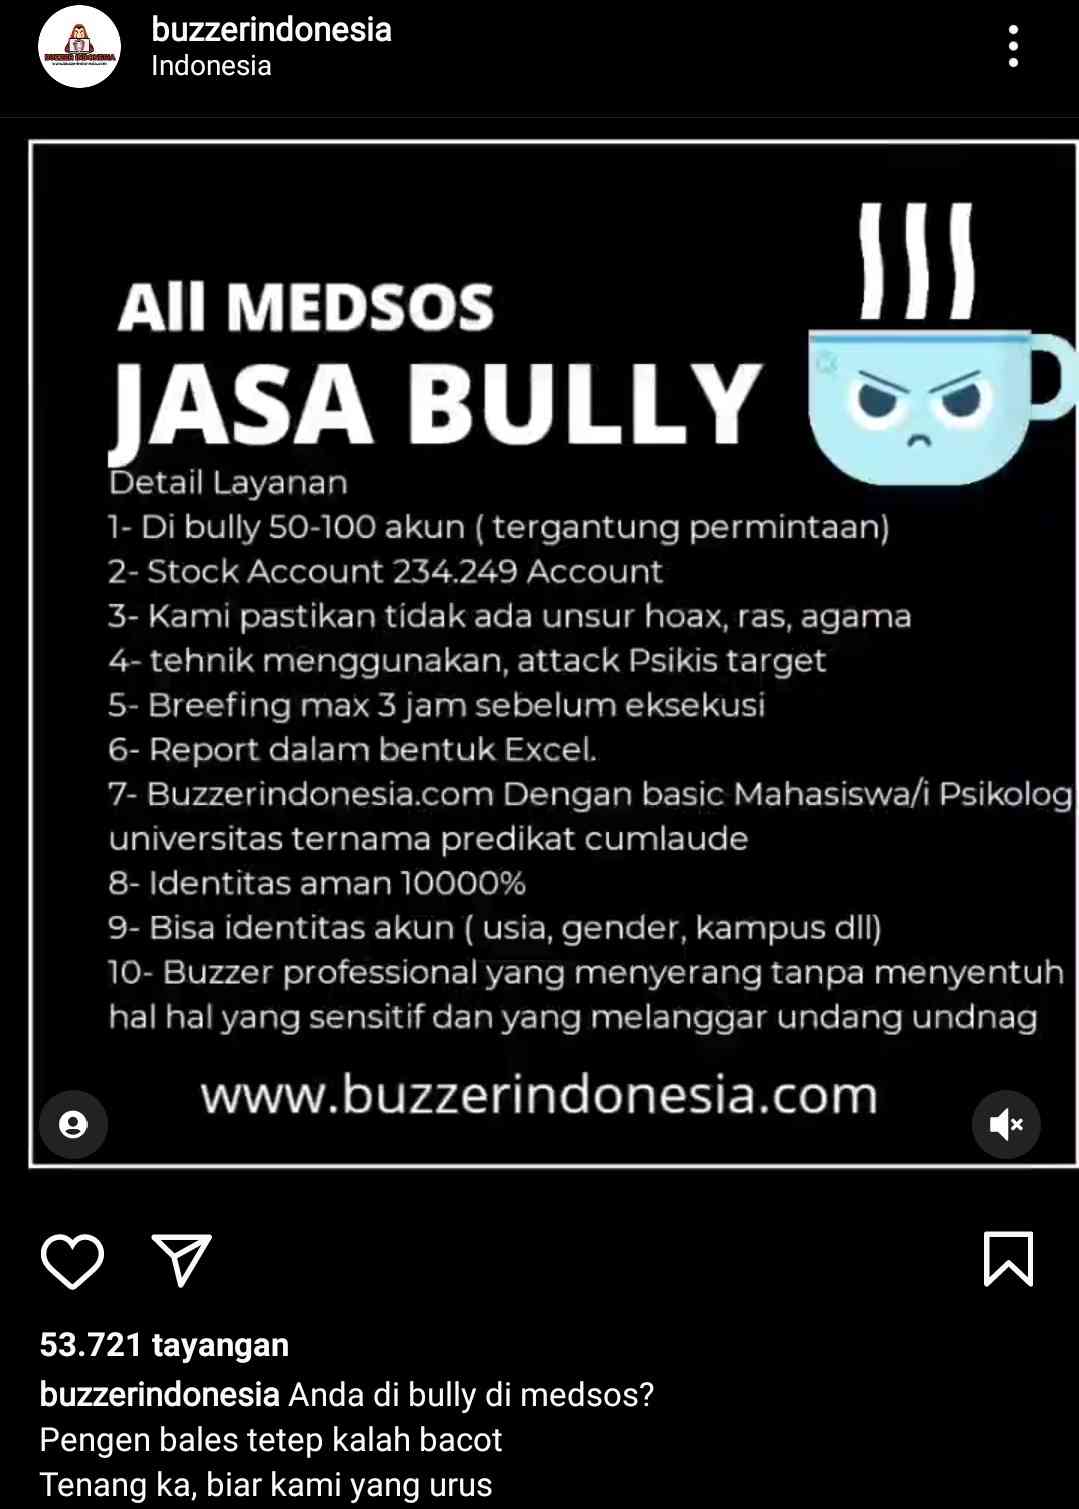 buzzerindonesia
Indonesia
BUZZER INDONESIA
All MEDSOS
JASA BULLY
Detail Layanan
1- Di bully 50-100 akun ( tergantung permintaan)
2- Stock Account 234.249 Account
3- Kami pastikan tidak ada unsur hoax, ras, agama
4- tehnik menggunakan, attack Psikis target
5- Breefing max 3 jam sebelum eksekusi
6- Report dalam bentuk Excel.
7- Buzzerindonesia.com Dengan basic Mahasiswa/i Psikolog
universitas ternama predikat cumlaude
8- Identitas aman 10000%
9- Bisa identitas akun ( usia, gender, kampus dll)
10- Buzzer professional yang menyerang tanpa menyentuh
hal hal yang sensitif dan yang melanggar undang undnag
www.buzzerindonesia.com
53.721 tayangan
buzzerindonesia Anda di bully di medsos?
Pengen bales tetep kalah bacot
Tenang ka, biar kami yang urus